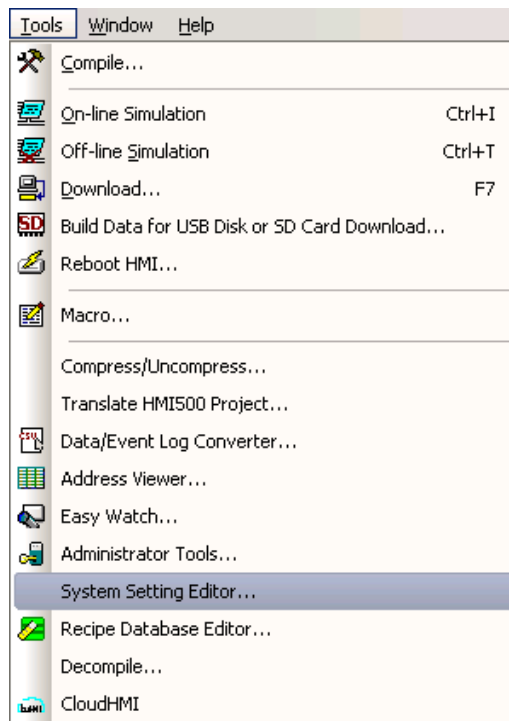 Tools Window Help
Compile...
On-line Simulation Ctrl+I
Off-line Simulation Ctrl+T
Download... F7
SD Build Data for USB Disk or SD Card Download...
Reboot HMI...
Macro...
Compress/Uncompress...
Translate HMI500 Project...
Data/Event Log Converter...
Address Viewer...
Easy Watch...
Administrator Tools...
System Setting Editor...
Recipe Database Editor...
Decompile...
CloudHMI